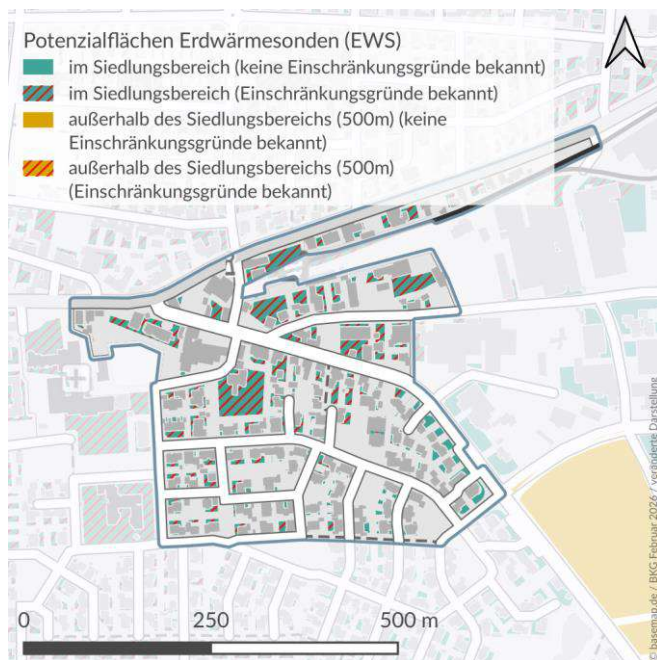 Potenzialflächen Erdwärmesonden (EWS)
im Siedlungsbereich (keine Einschränkungsgründe bekannt)
im Siedlungsbereich (Einschränkungsgründe bekannt)
außerhalb des Siedlungsbereichs (500m) (keine
Einschränkungsgründe bekannt)
außerhalb des Siedlungsbereichs (500m)
(Einschränkungsgründe bekannt)
© basemap.de / BKG Februar 2026 / veränderte Darstellung
0 250 500 m